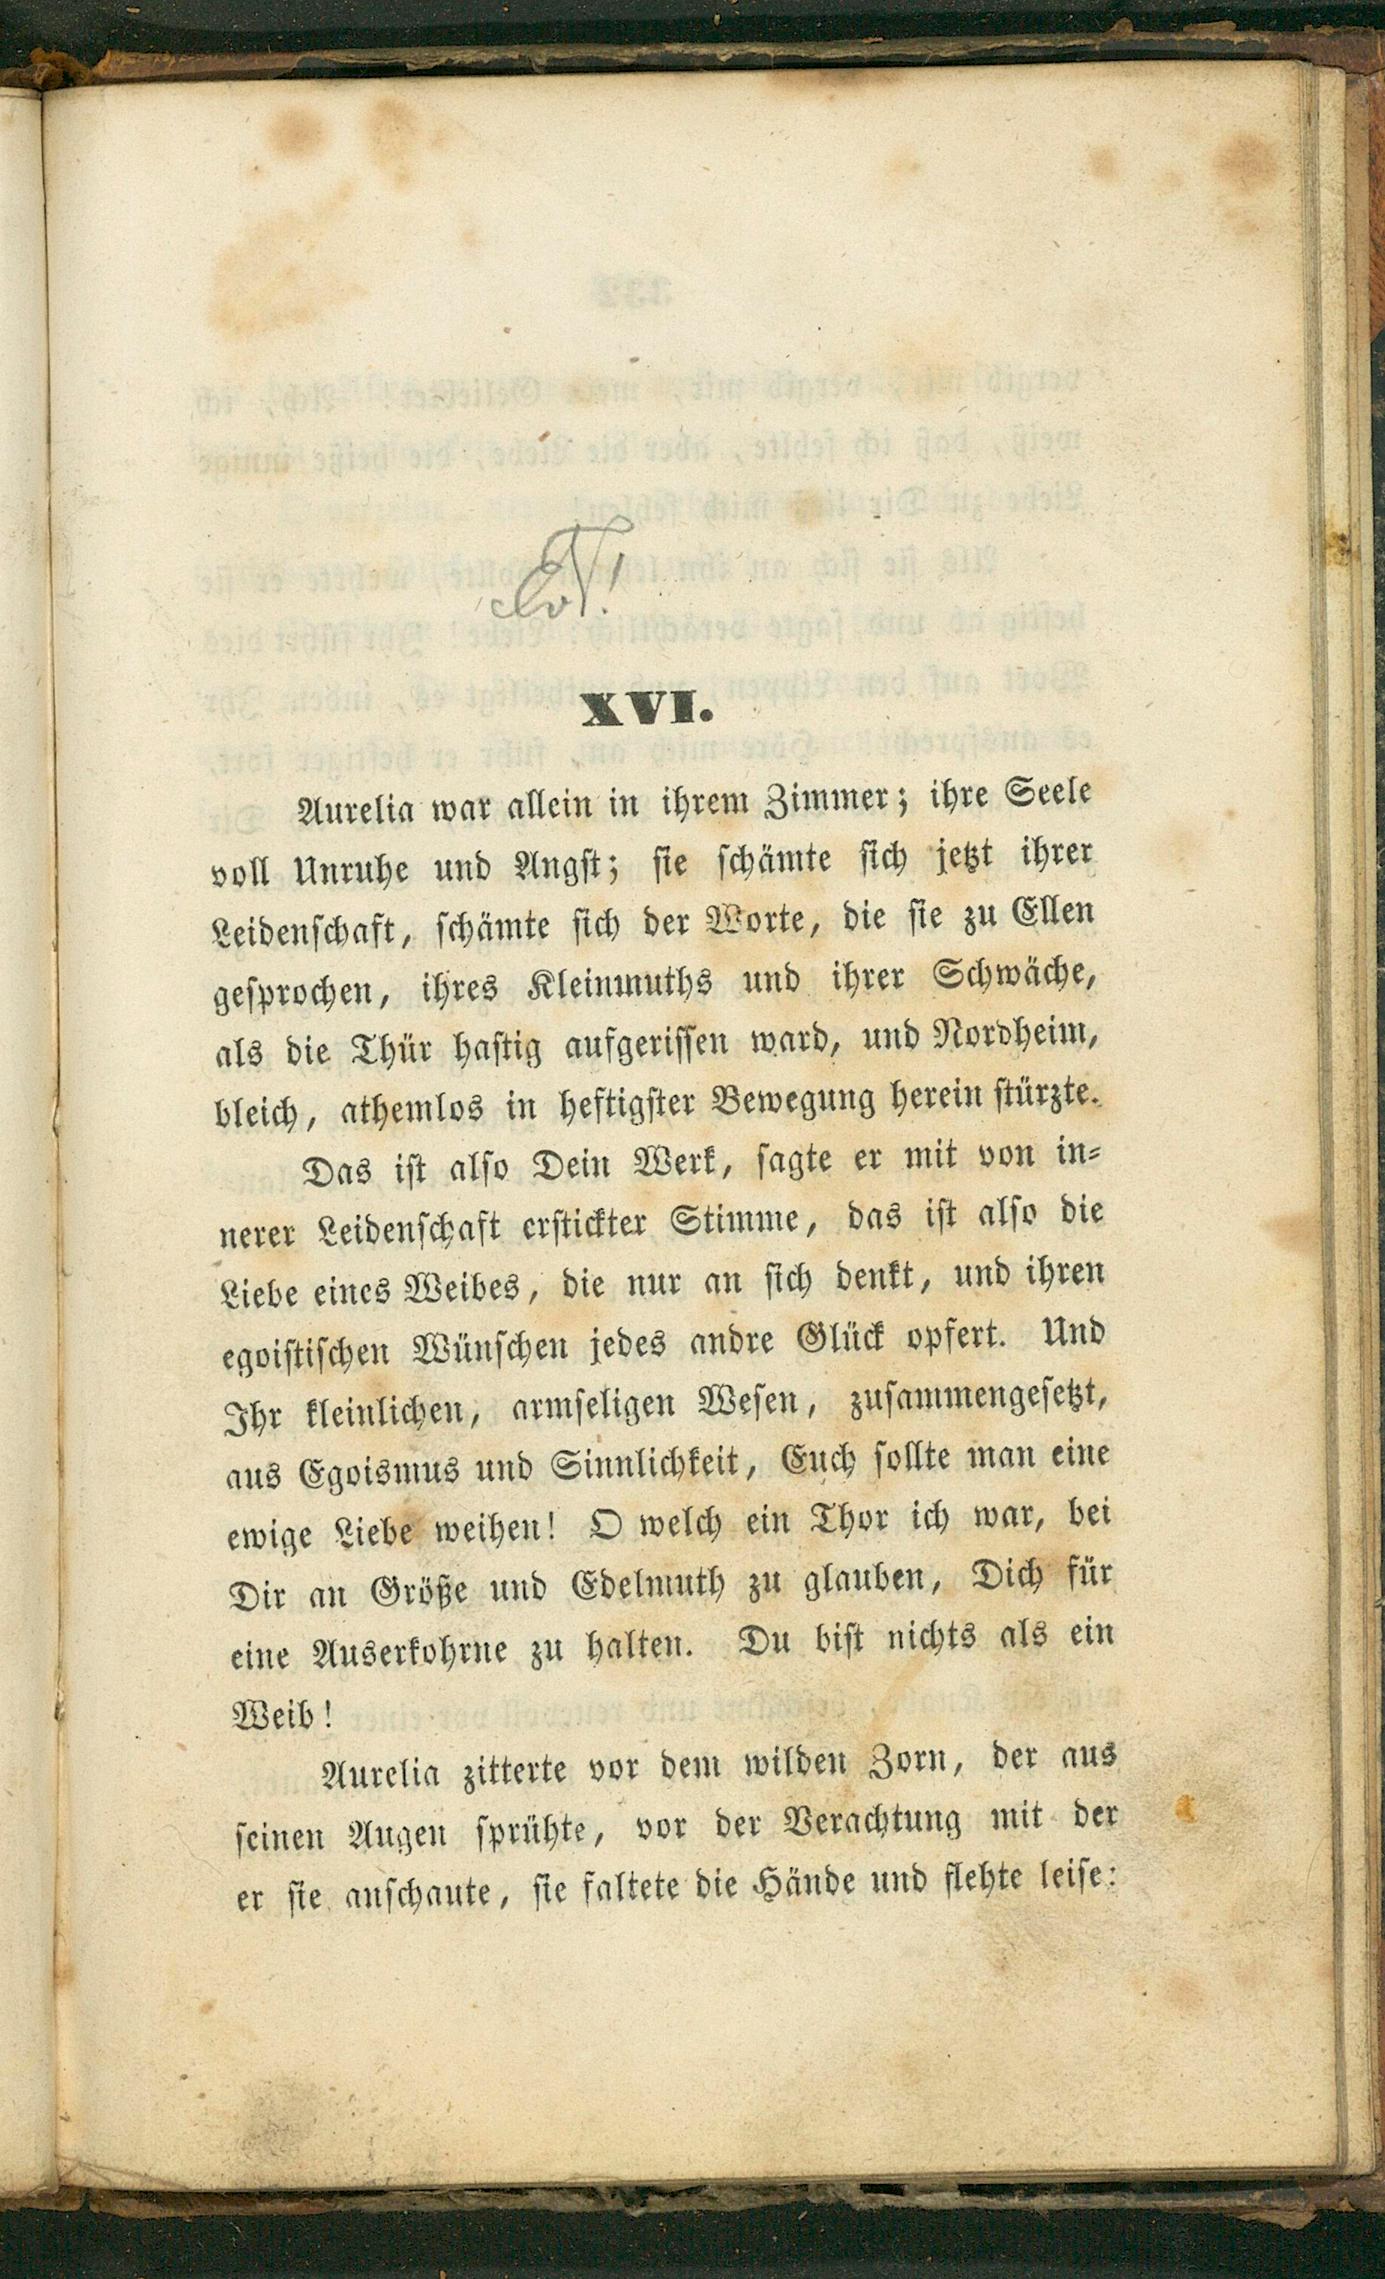 XVI.
Aurelia war allein in ihrem Zimmer; ihre Seele
voll Unruhe und Angst; sie schämte sich jetzt ihrer
Leidenschaft, schämte sich der Worte, die sie zu Ellen
gesprochen, ihres Kleinmuths und ihrer Schwäche,
als die Thür hastig aufgerissen ward, und Nordheim,
bleich, athemlos in heftigster Bewegung herein stürzte.
Das ist also Dein Werk, sagte er mit von in-
nerer Leidenschaft erstickter Stimme, das ist also die
Liebe eines Weibes, die nur an sich denkt, und ihren
egoistischen Wünschen jedes andre Glück opfert. Und
Ihr kleinlichen, armseligen Wesen, zusammengesetzt,
aus Egoismus und Sinnlichkeit, Euch sollte man eine
ewige Liebe weihen! O welch ein Thor ich war, bei
Dir an Größe und Edelmuth zu glauben, Dich für
eine Auserkohrne zu halten. Du bist nichts als ein
Weib!
Aurelia zitterte vor dem wilden Zorn, der aus
seinen Augen sprühte, vor der Verachtung mit der
er sie anschaute, sie faltete die Hände und flehte leise: